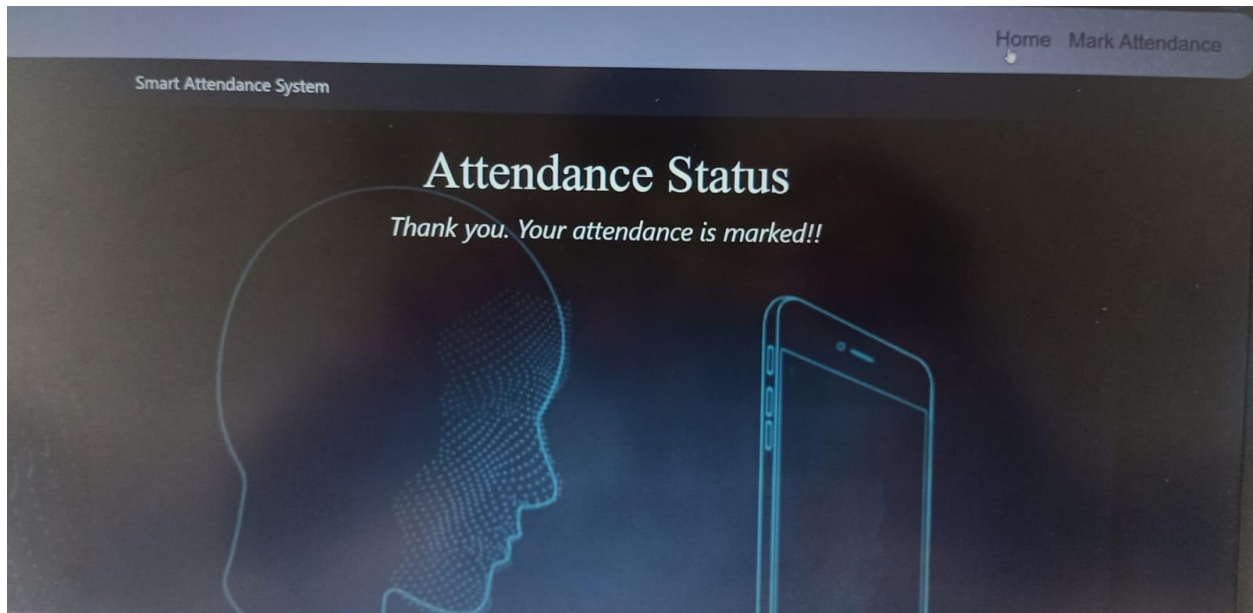 Home Mark Attendance
Smart Attendance System
Attendance Status
Thank you. Your attendance is marked!!